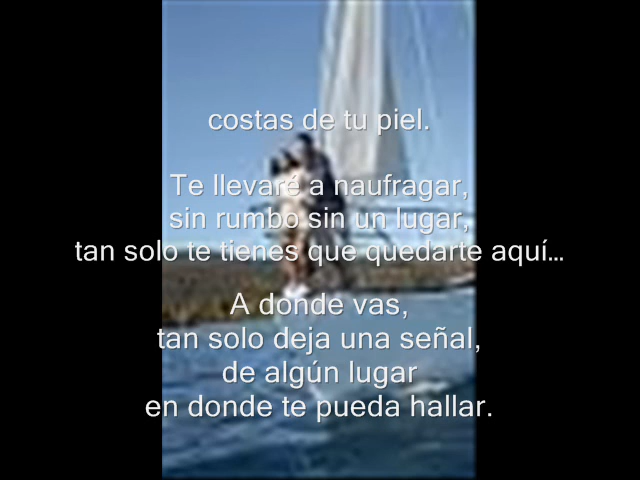 costas de tu piel.
Te llevaré a naufragar,
sin rumbo sin un lugar,
tan solo te tienes que quedarte aquí...
A donde vas,
tan solo deja una señal,
de algún lugar
en donde te pueda hallar.